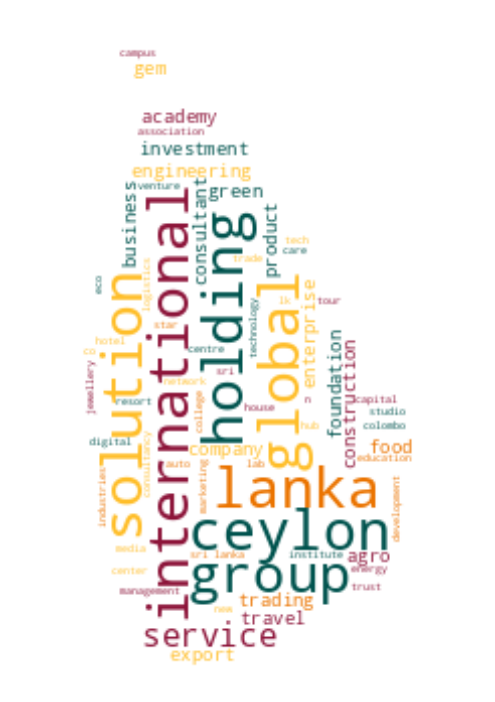 campus
gem
academy
association
investment
engineering
venture
business
consultant
green
international
holding
product
global
tech
care
trade
logistics
eco
solution
lk
tour
enterprise
technology
star
foundation
hotel
co
centre
construction
jewellery
sri
network
resort
college
house
n
capital
studio
hub
colombo
digital
consultancy
company
food
education
auto
lab
marketing
industries
lanka
development
ceylon
media
sri lanka
institute
agro
center
group
energy
management
trust
trading
new
travel
service
export